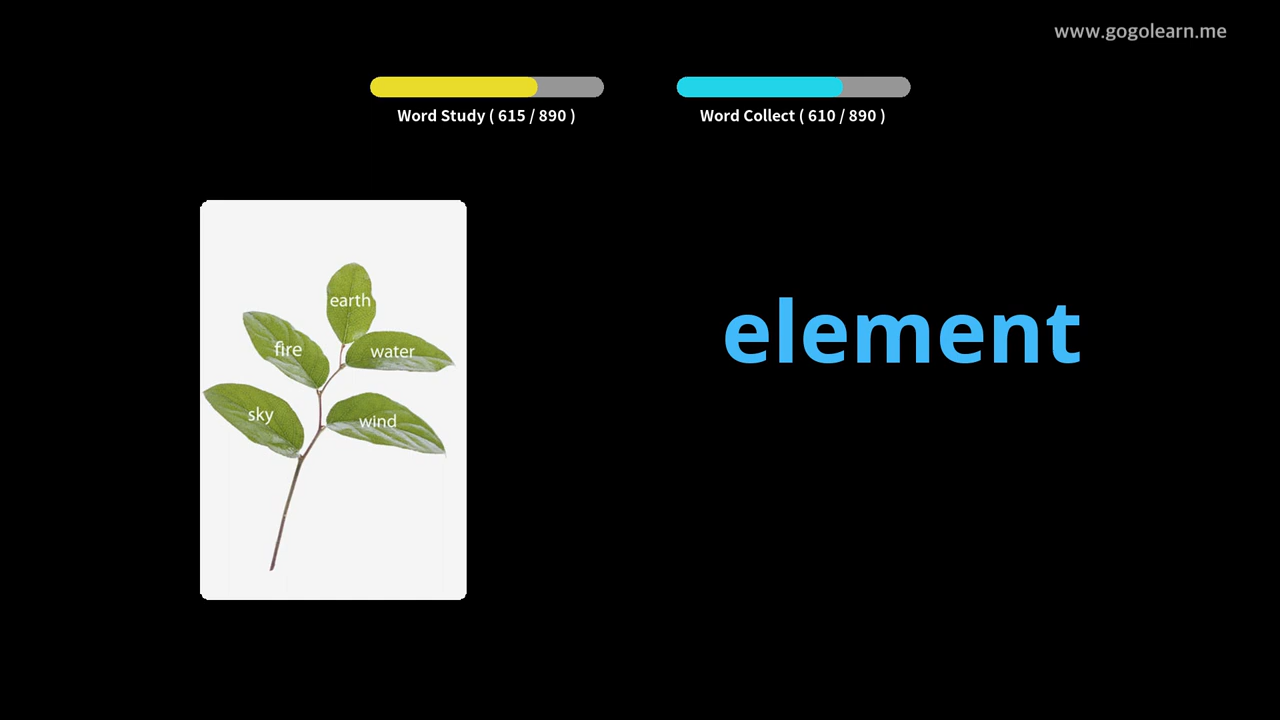 www.gogolearn.me
Word Study ( 615 / 890 )
Word Collect ( 610 / 890 )
earth
fire
water
sky
wind
element